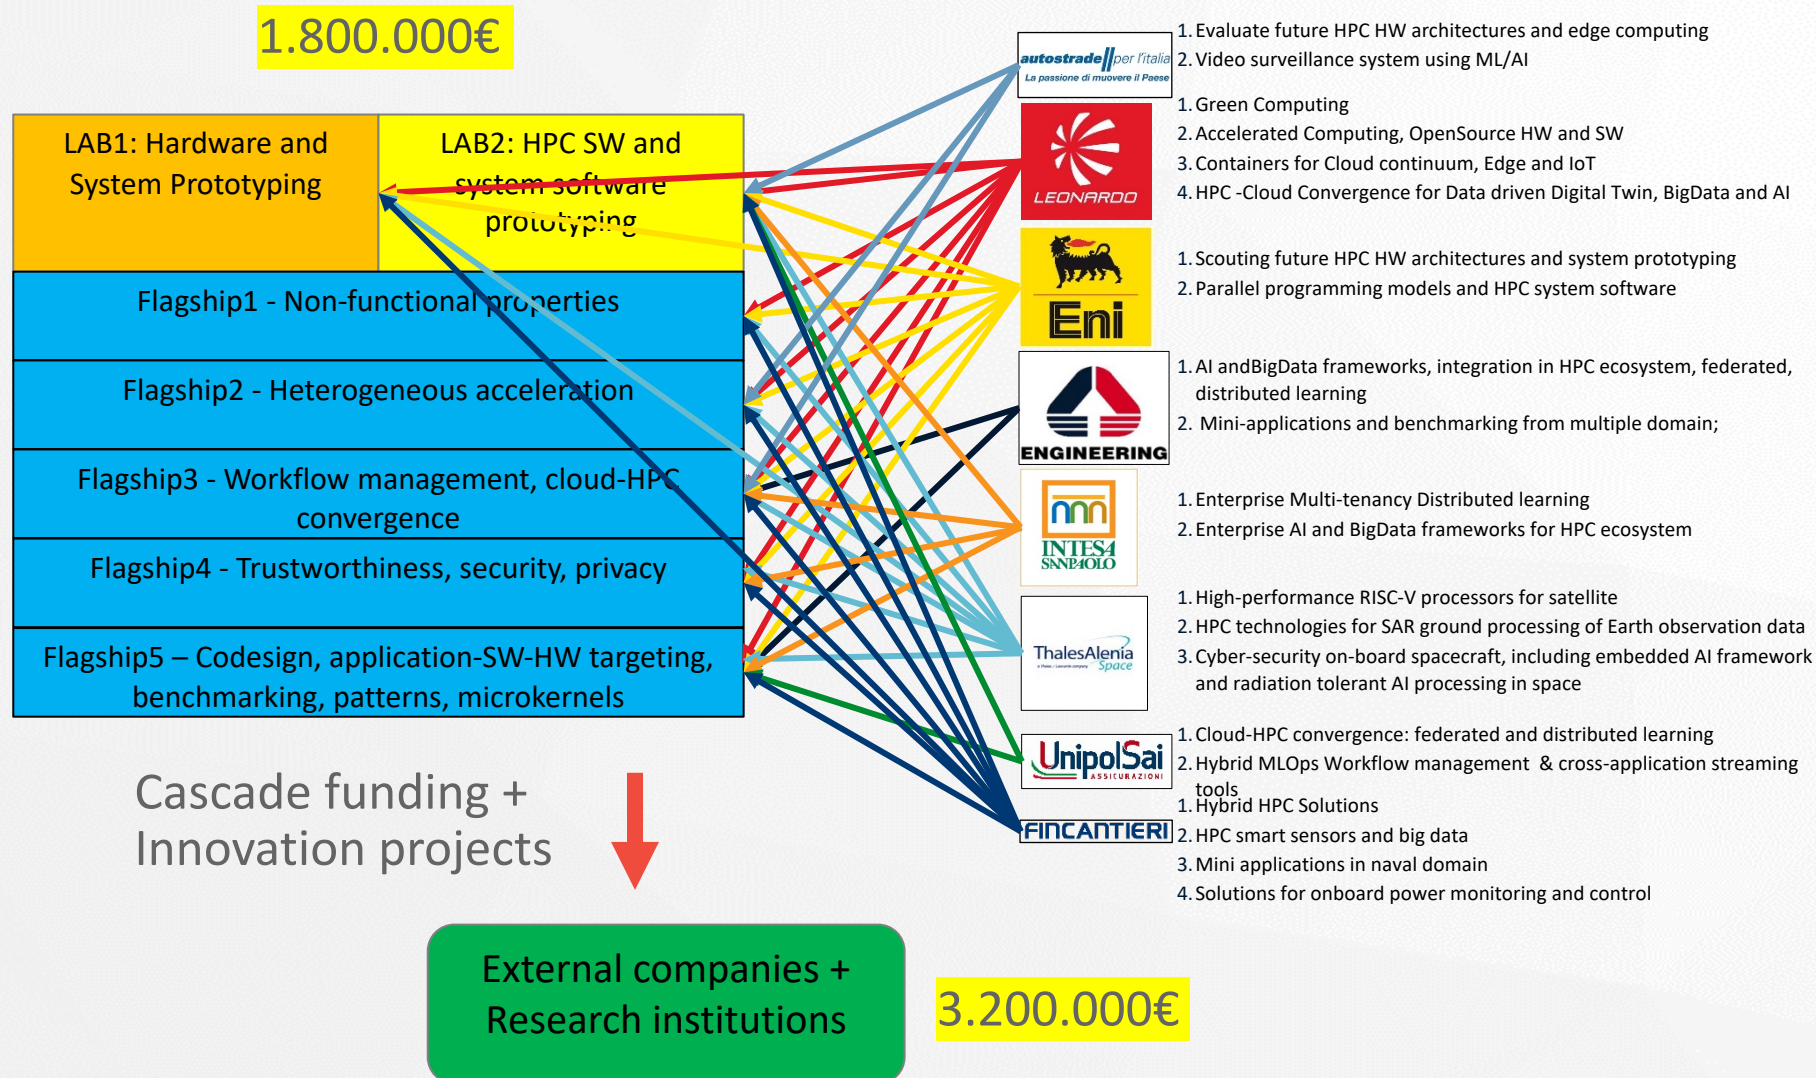 1.800.000€
LAB1: Hardware and
System Prototyping
LAB2: HPC SW and
system software
prototyping
Flagship1 - Non-functional properties
Flagship2 - Heterogeneous acceleration
Flagship3 - Workflow management, cloud-HPC
convergence
Flagship4 - Trustworthiness, security, privacy
Flagship5 – Codesign, application-SW-HW targeting,
benchmarking, patterns, microkernels
Cascade funding +
Innovation projects
External companies +
Research institutions
3.200.000€
autostrade//per l'italia
La passione di muovere il Paese
1. Evaluate future HPC HW architectures and edge computing
2. Video surveillance system using ML/AI
LEONARDO
1. Green Computing
2. Accelerated Computing, OpenSource HW and SW
3. Containers for Cloud continuum, Edge and IoT
4. HPC -Cloud Convergence for Data driven Digital Twin, BigData and AI
Eni
1. Scouting future HPC HW architectures and system prototyping
2. Parallel programming models and HPC system software
ENGINEERING
1. AI andBigData frameworks, integration in HPC ecosystem, federated,
distributed learning
2. Mini-applications and benchmarking from multiple domain;
INTESA
SANPAOLO
1. Enterprise Multi-tenancy Distributed learning
2. Enterprise AI and BigData frameworks for HPC ecosystem
ThalesAlenia
a Thales / Leonardo company
Space
1. High-performance RISC-V processors for satellite
2. HPC technologies for SAR ground processing of Earth observation data
3. Cyber-security on-board spacecraft, including embedded AI framework
and radiation tolerant AI processing in space
UnipolSai
ASSICURAZIONI
1. Cloud-HPC convergence: federated and distributed learning
2. Hybrid MLOps Workflow management & cross-application streaming
tools
FINCANTIERI
1. Hybrid HPC Solutions
2. HPC smart sensors and big data
3. Mini applications in naval domain
4. Solutions for onboard power monitoring and control